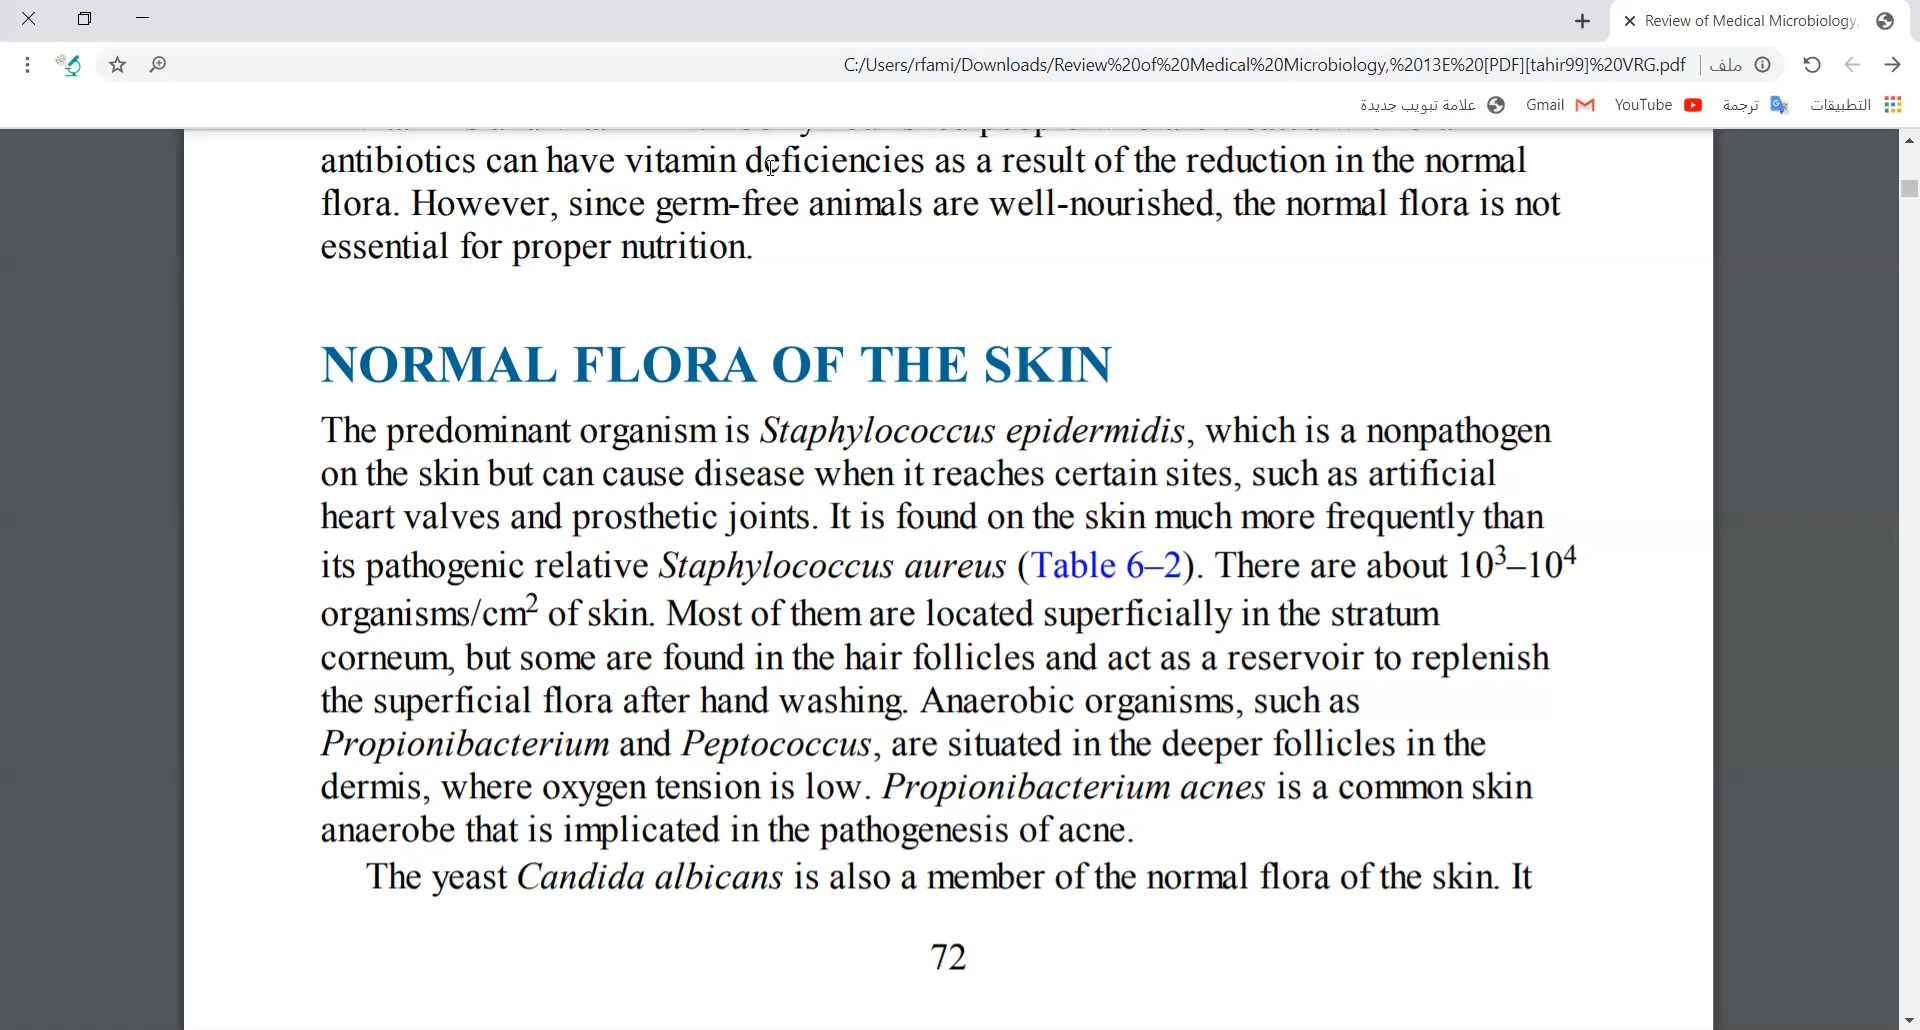 Review of Medical Microbiology,
C:/Users/rfami/Downloads/Review%20of%20Medical%20Microbiology,%2013E%20[PDF][tahir99]%20VRG.pdf | ملف
علامة تبويب جديدة Gmail YouTube ترجمة التطبيقات
antibiotics can have vitamin deficiencies as a result of the reduction in the normal
flora. However, since germ-free animals are well-nourished, the normal flora is not
essential for proper nutrition.
NORMAL FLORA OF THE SKIN
The predominant organism is Staphylococcus epidermidis, which is a nonpathogen
on the skin but can cause disease when it reaches certain sites, such as artificial
heart valves and prosthetic joints. It is found on the skin much more frequently than
its pathogenic relative Staphylococcus aureus (Table 6–2). There are about 10³–10⁴
organisms/cm² of skin. Most of them are located superficially in the stratum
corneum, but some are found in the hair follicles and act as a reservoir to replenish
the superficial flora after hand washing. Anaerobic organisms, such as
Propionibacterium and Peptococcus, are situated in the deeper follicles in the
dermis, where oxygen tension is low. Propionibacterium acnes is a common skin
anaerobe that is implicated in the pathogenesis of acne.
The yeast Candida albicans is also a member of the normal flora of the skin. It
72